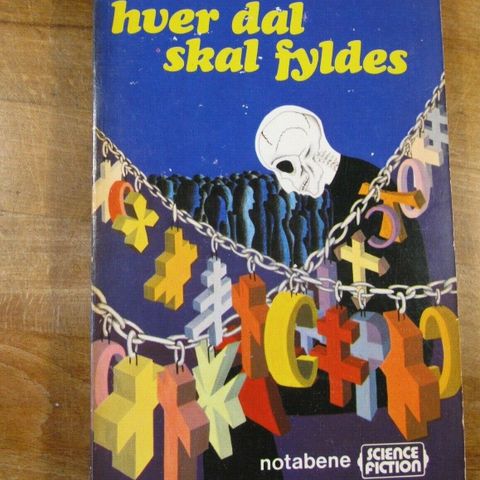 hver dal
skal fyldes
notabene
SCIENCE
FICTION